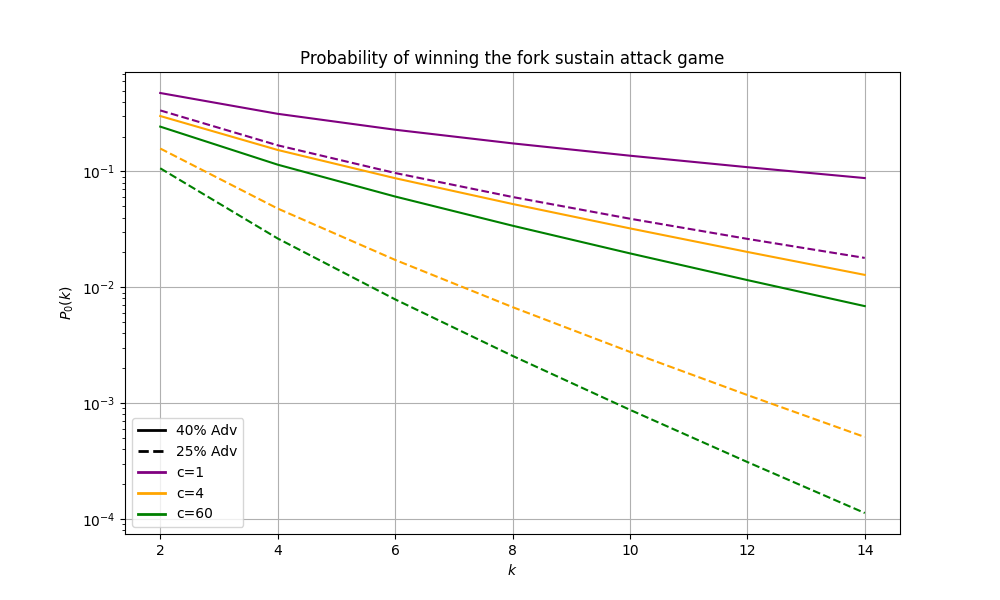 Probability of winning the fork sustain attack game
P₀(k)
10⁻¹
10⁻²
10⁻³
10⁻⁴
40% Adv
25% Adv
c=1
c=4
c=60
2 4 6 8 10 12 14
k